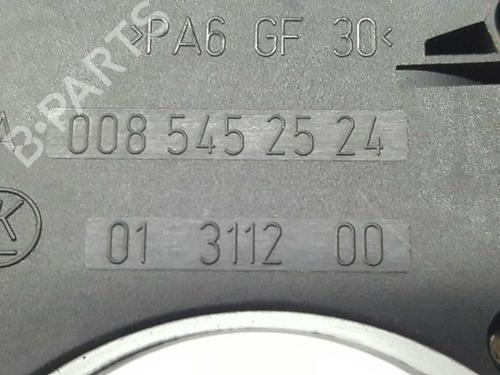 >PA6 GF 30<
A 008 545 25 24
01 3112 00
K
B-PARTS